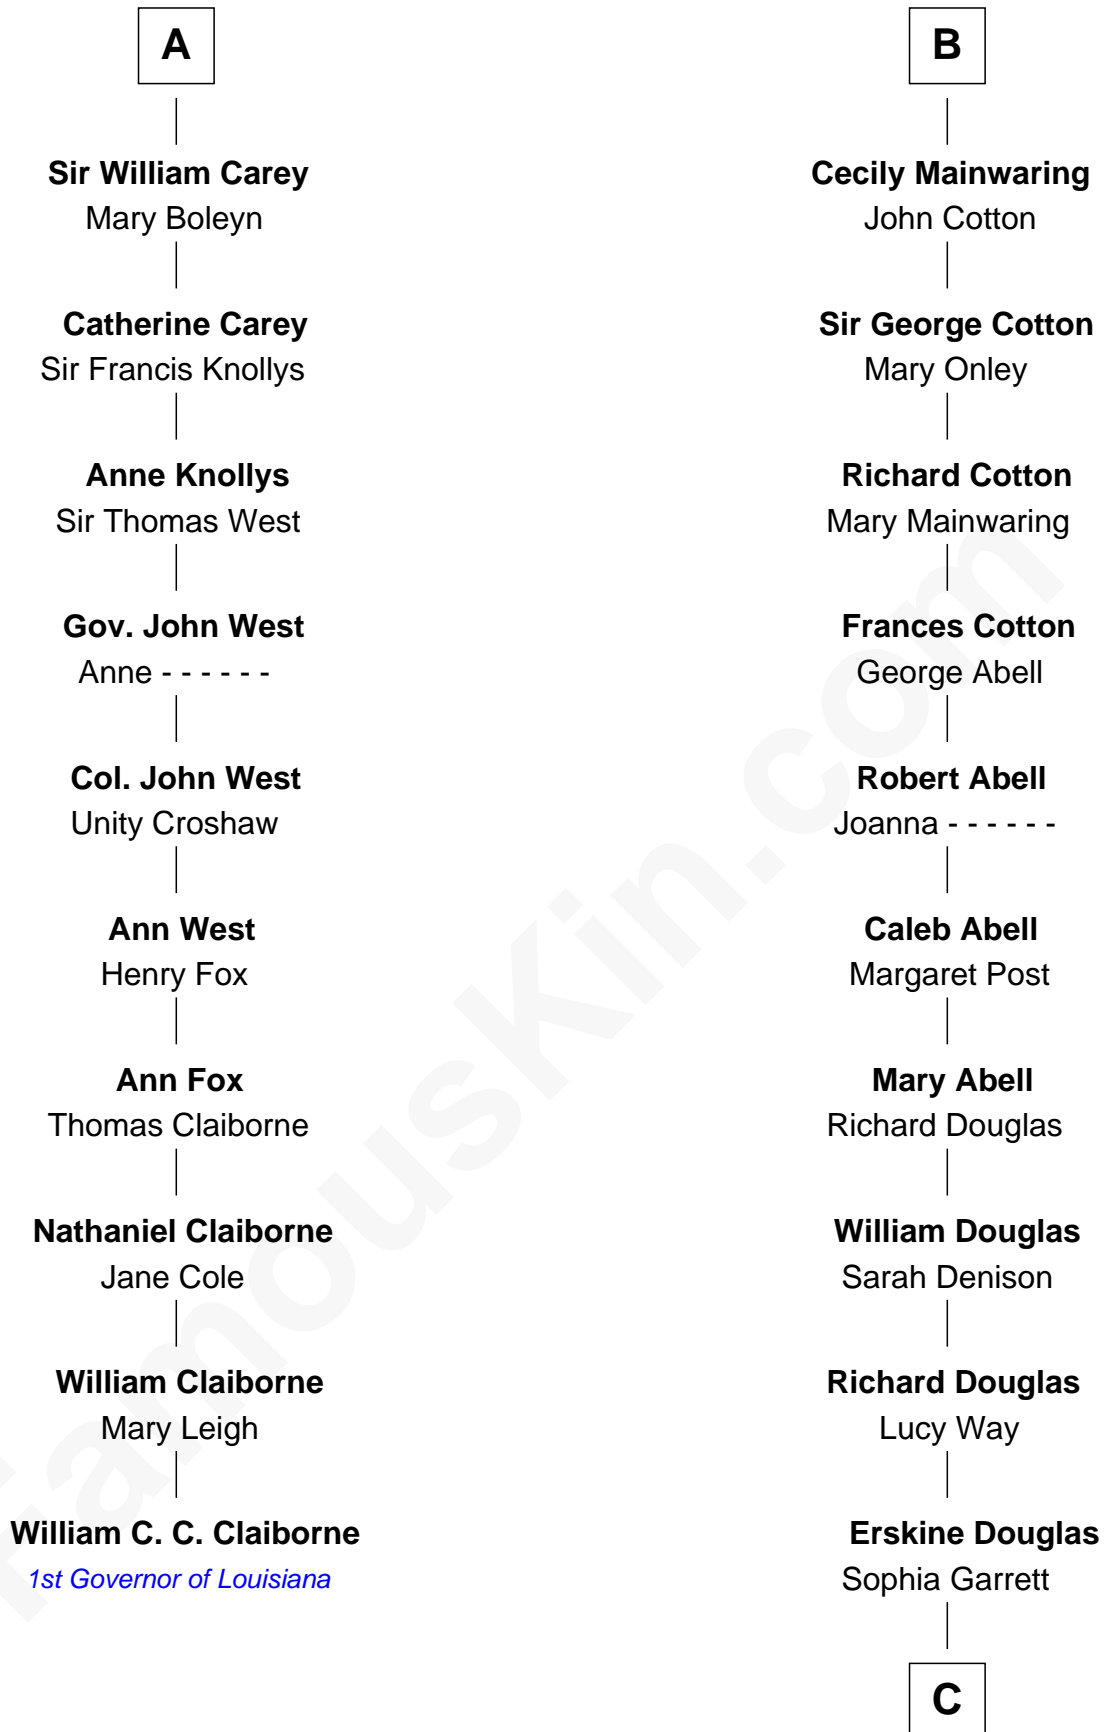 A
Sir William Carey
Mary Boleyn
Catherine Carey
Sir Francis Knollys
Anne Knollys
Sir Thomas West
Gov. John West
Anne - - - - - -
Col. John West
Unity Croshaw
Ann West
Henry Fox
Ann Fox
Thomas Claiborne
Nathaniel Claiborne
Jane Cole
William Claiborne
Mary Leigh
William C. C. Claiborne
1st Governor of Louisiana
B
Cecily Mainwaring
John Cotton
Sir George Cotton
Mary Onley
Richard Cotton
Mary Mainwaring
Frances Cotton
George Abell
Robert Abell
Joanna - - - - - -
Caleb Abell
Margaret Post
Mary Abell
Richard Douglas
William Douglas
Sarah Denison
Richard Douglas
Lucy Way
Erskine Douglas
Sophia Garrett
C
FamousKin.com